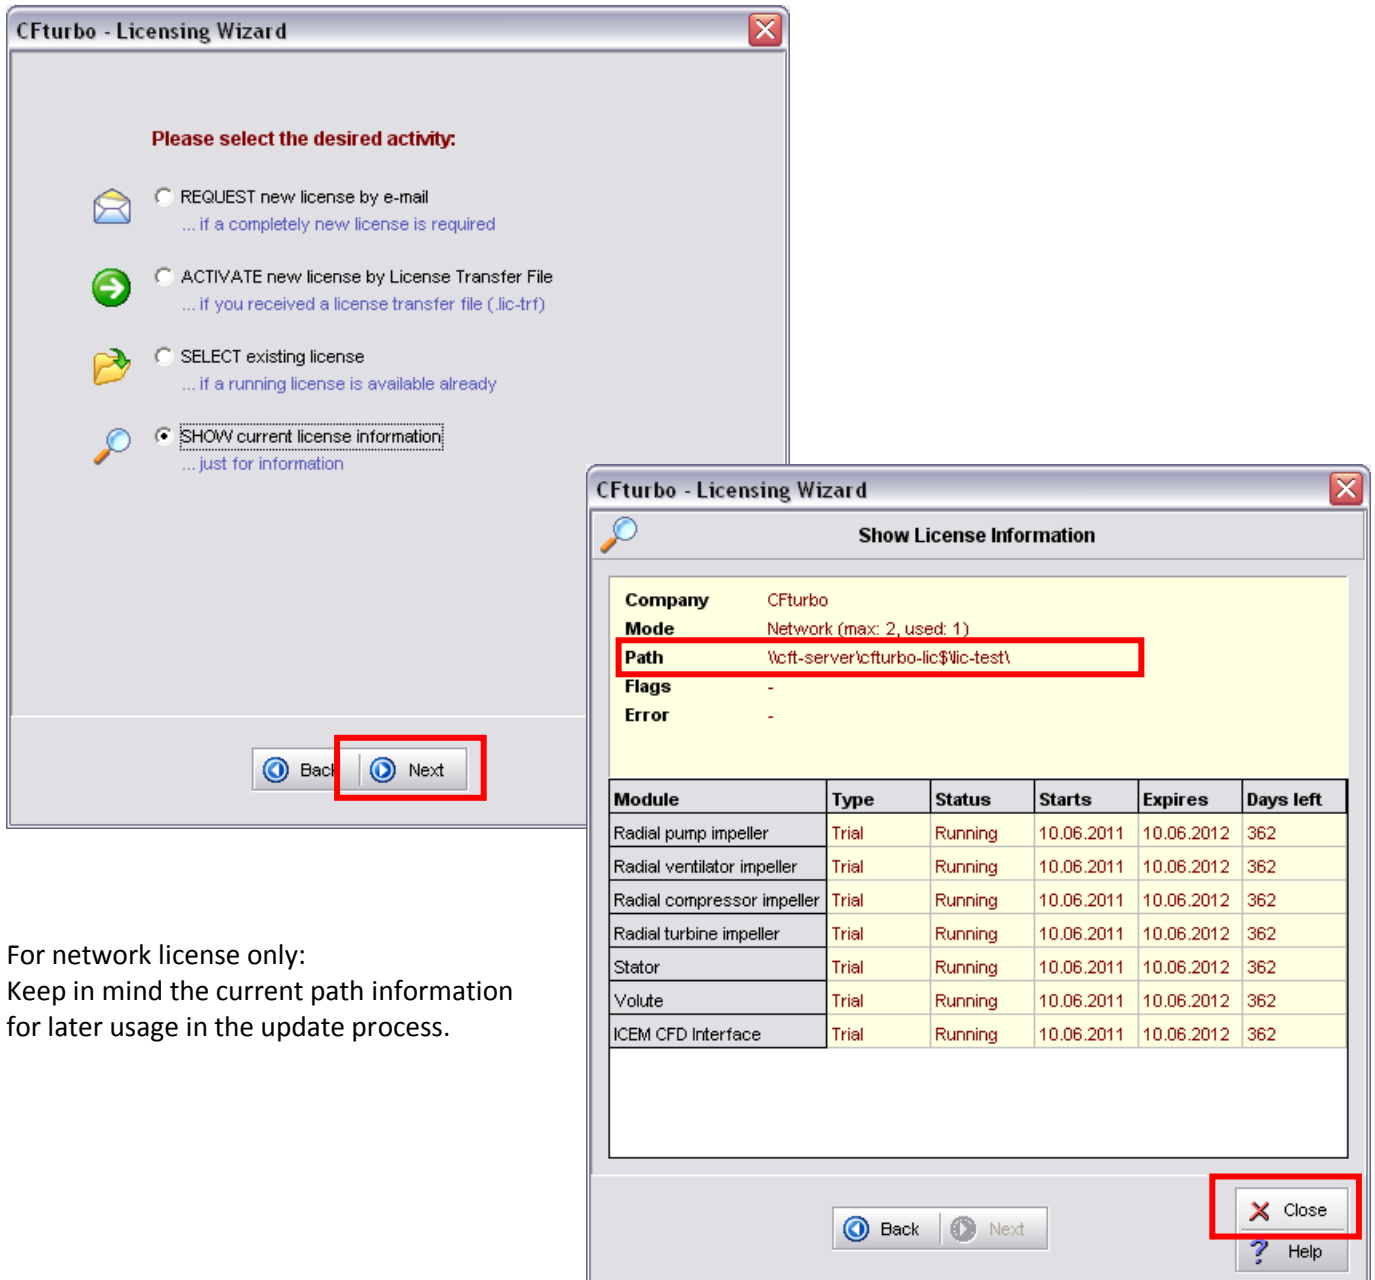 CFturbo - Licensing Wizard
Please select the desired activity:
REQUEST new license by e-mail
... if a completely new license is required
ACTIVATE new license by License Transfer File
... if you received a license transfer file (.lic-trf)
SELECT existing license
... if a running license is available already
SHOW current license information
... just for information
Back Next
For network license only:
Keep in mind the current path information
for later usage in the update process.
CFturbo - Licensing Wizard
Show License Information
Company CFturbo
Mode Network (max: 2, used: 1)
Path \\cft-server\cfturbo-lic$\lic-test\
Flags -
Error -
Module Type Status Starts Expires Days left
Radial pump impeller Trial Running 10.06.2011 10.06.2012 362
Radial ventilator impeller Trial Running 10.06.2011 10.06.2012 362
Radial compressor impeller Trial Running 10.06.2011 10.06.2012 362
Radial turbine impeller Trial Running 10.06.2011 10.06.2012 362
Stator Trial Running 10.06.2011 10.06.2012 362
Volute Trial Running 10.06.2011 10.06.2012 362
ICEM CFD Interface Trial Running 10.06.2011 10.06.2012 362
Back Next
Close
Help